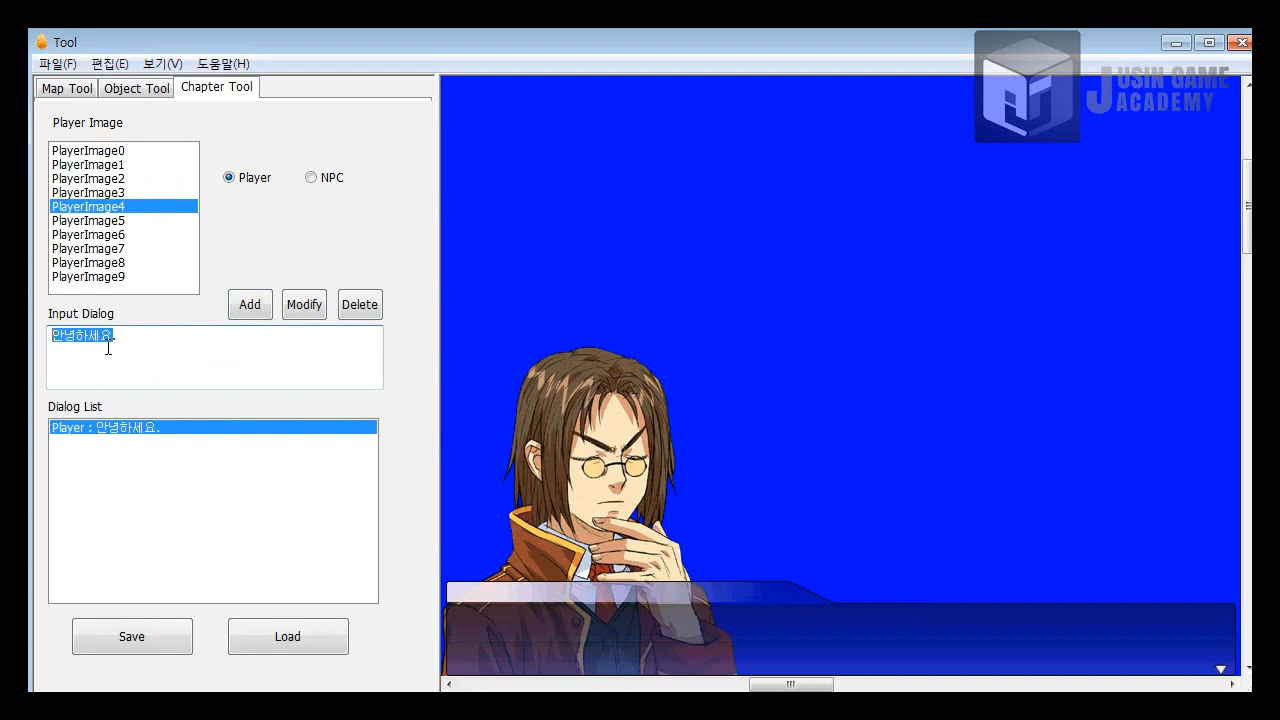 Tool
파일(F) 편집(E) 보기(V) 도움말(H)
JUSIN GAME
ACADEMY
Map Tool Object Tool Chapter Tool
Player Image
PlayerImage0
PlayerImage1
PlayerImage2
PlayerImage3
PlayerImage4
PlayerImage5
PlayerImage6
PlayerImage7
PlayerImage8
PlayerImage9
Player NPC
Add Modify Delete
Input Dialog
안녕하세요.
Dialog List
Player : 안녕하세요.
Save Load